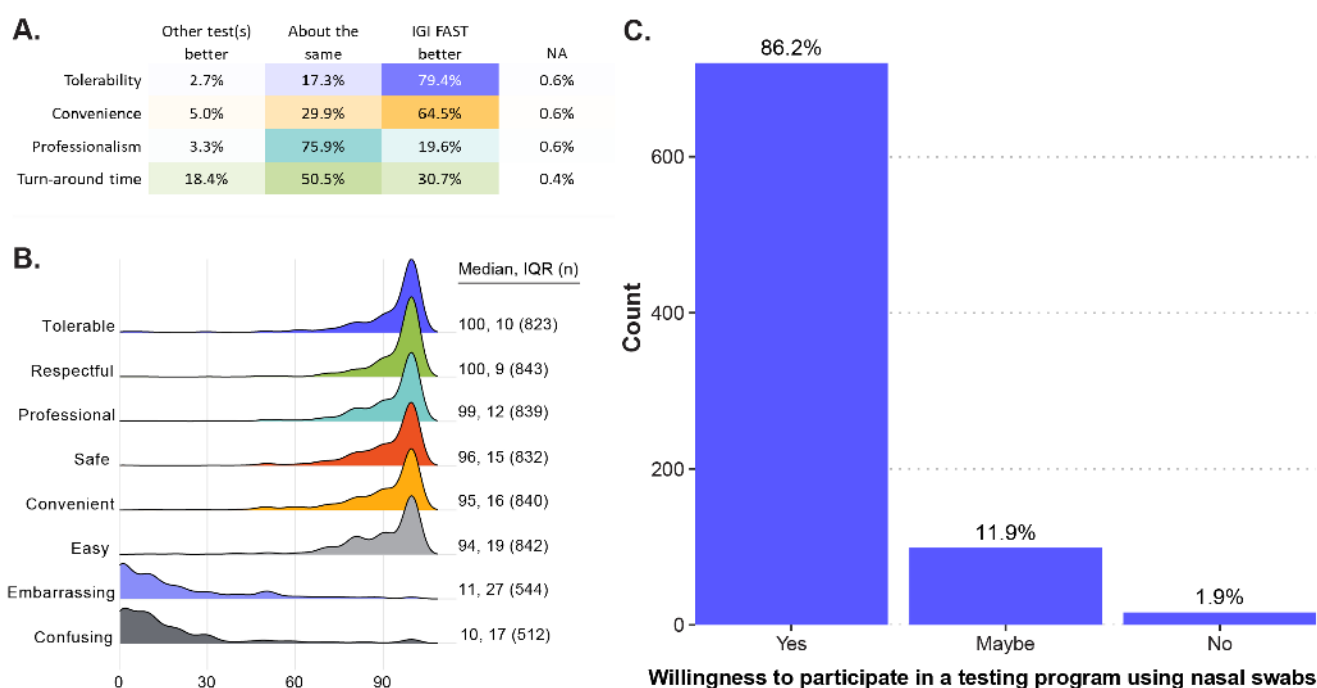 A.
Other test(s) better About the same IGI FAST better NA
Tolerability 2.7% 17.3% 79.4% 0.6%
Convenience 5.0% 29.9% 64.5% 0.6%
Professionalism 3.3% 75.9% 19.6% 0.6%
Turn-around time 18.4% 50.5% 30.7% 0.4%
B.
Median, IQR (n)
Tolerable 100, 10 (823)
Respectful 100, 9 (843)
Professional 99, 12 (839)
Safe 96, 15 (832)
Convenient 95, 16 (840)
Easy 94, 19 (842)
Embarrassing 11, 27 (544)
Confusing 10, 17 (512)
0 30 60 90
C.
86.2%
600
400
Count
200
11.9%
1.9%
0
Yes Maybe No
Willingness to participate in a testing program using nasal swabs